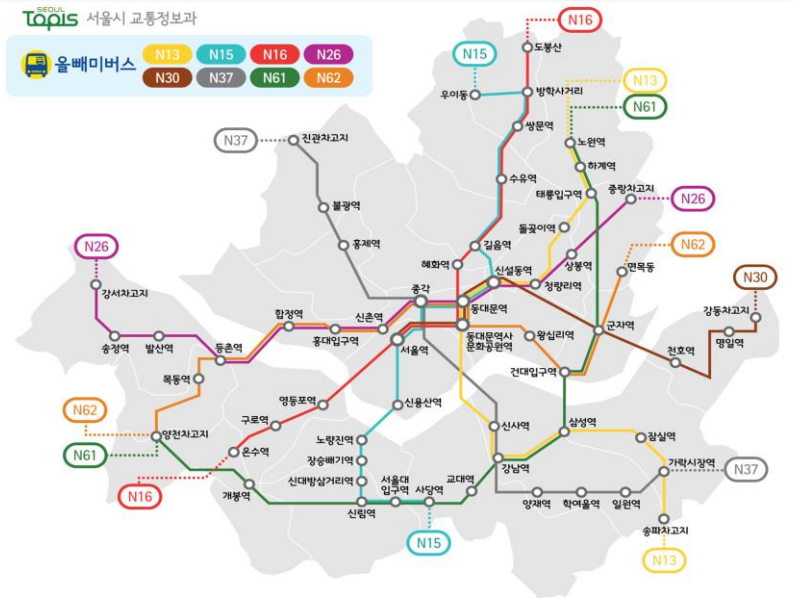 SEOUL
Topis 서울시 교통정보과
올빼미버스
N13 N15 N16 N26
N30 N37 N61 N62
N16
도봉산
N15
우이동
방학사거리
N13
N61
쌍문역
노원역
하계역
N37
진관차고지
수유역
태릉입구역
중랑차고지
N26
불광역
돌곶이역
홍제역
길음역
상봉역
N62
면목동
N26
혜화역
신설동역
청량리역
N30
강서차고지
종각
동대문역
강동차고지
합정역
신촌역
홍대입구역
송정역
발산역
등촌역
서울역
동대문역사
문화공원역
왕십리역
군자역
명일역
천호역
목동역
건대입구역
N62
양천차고지
영등포역
신용산역
구로역
신사역
삼성역
잠실역
N61
온수역
노량진역
장승배기역
강남역
가락시장역
N37
N16
개봉역
신대방삼거리역
서울대
입구역
사당역
교대역
신림역
양재역
학여울역
일원역
N15
송파차고지
N13